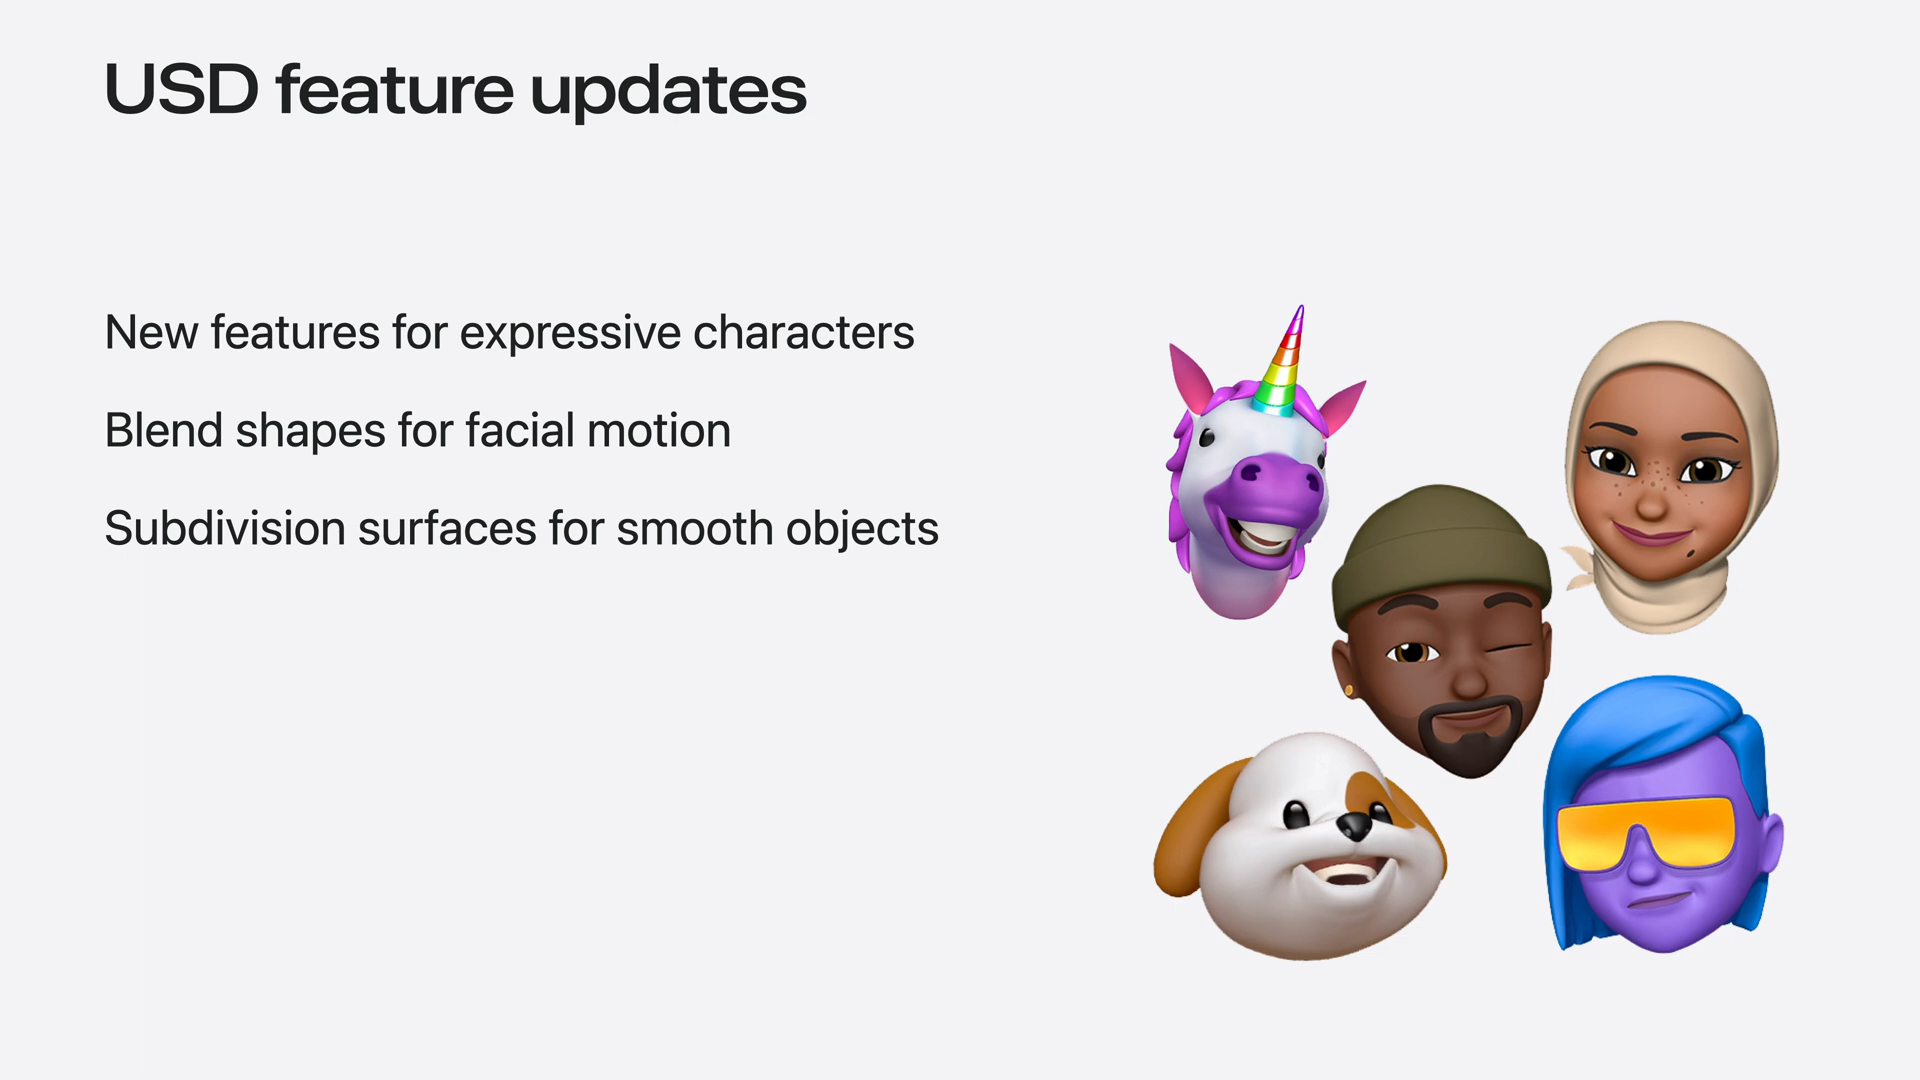 USD feature updates
New features for expressive characters
Blend shapes for facial motion
Subdivision surfaces for smooth objects